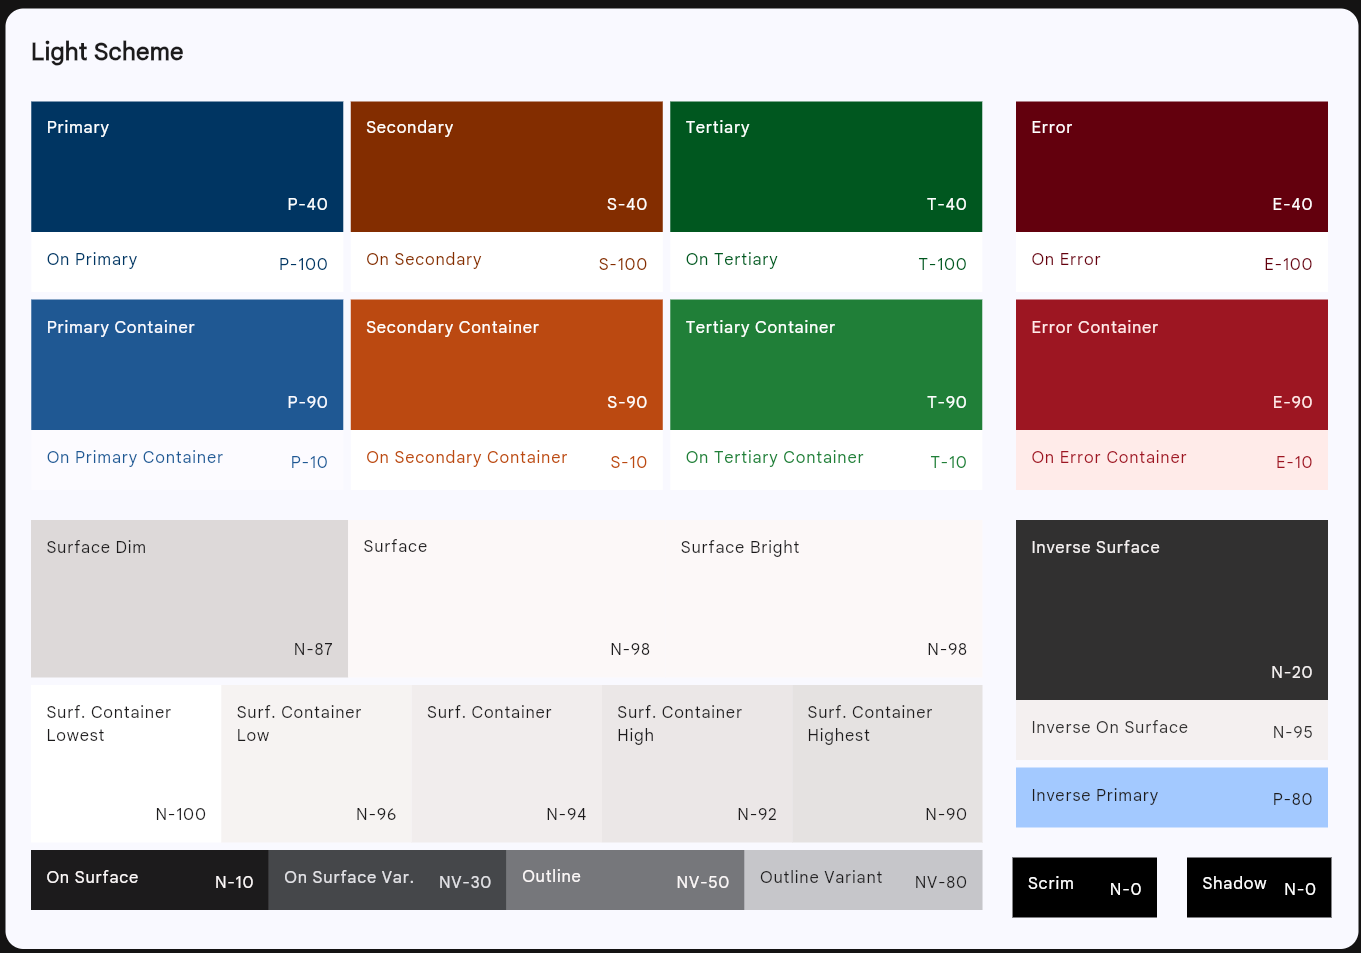 Light Scheme
Primary
P-40
Secondary
S-40
Tertiary
T-40
Error
E-40
On Primary
P-100
On Secondary
S-100
On Tertiary
T-100
On Error
E-100
Primary Container
P-90
Secondary Container
S-90
Tertiary Container
T-90
Error Container
E-90
On Primary Container
P-10
On Secondary Container
S-10
On Tertiary Container
T-10
On Error Container
E-10
Surface Dim
N-87
Surface
N-98
Surface Bright
N-98
Inverse Surface
N-20
Surf. Container
Lowest
N-100
Surf. Container
Low
N-96
Surf. Container
N-94
Surf. Container
High
N-92
Surf. Container
Highest
N-90
Inverse On Surface
N-95
Inverse Primary
P-80
On Surface
N-10
On Surface Var.
NV-30
Outline
NV-50
Outline Variant
NV-80
Scrim
N-0
Shadow
N-0